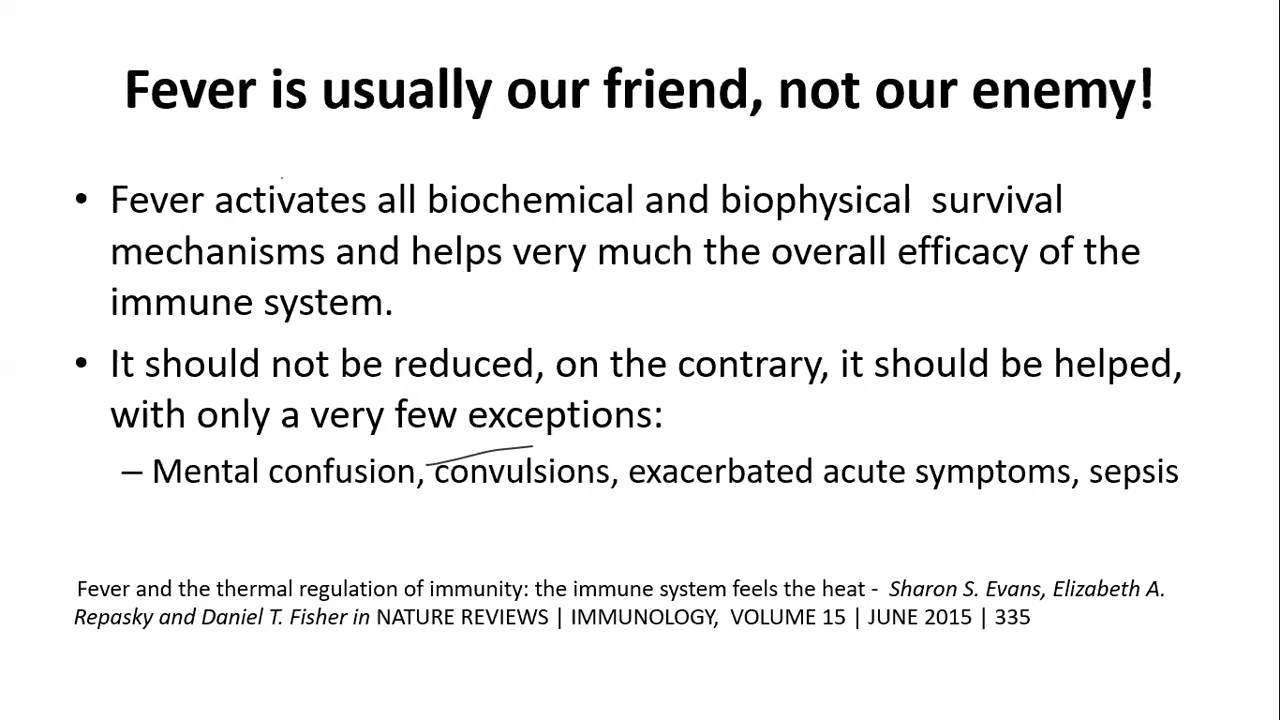 Fever is usually our friend, not our enemy!
• Fever activates all biochemical and biophysical  survival
mechanisms and helps very much the overall efficacy of the
immune system.
• It should not be reduced, on the contrary, it should be helped,
with only a very few exceptions:
– Mental confusion, convulsions, exacerbated acute symptoms, sepsis
Fever and the thermal regulation of immunity: the immune system feels the heat -  Sharon S. Evans, Elizabeth A.
Repasky and Daniel T. Fisher in NATURE REVIEWS | IMMUNOLOGY,  VOLUME 15 | JUNE 2015 | 335